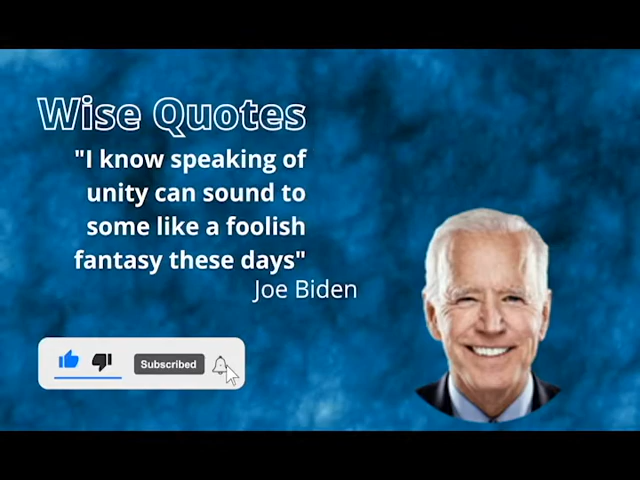 Wise Quotes
"I know speaking of
unity can sound to
some like a foolish
fantasy these days"
Joe Biden
Subscribed